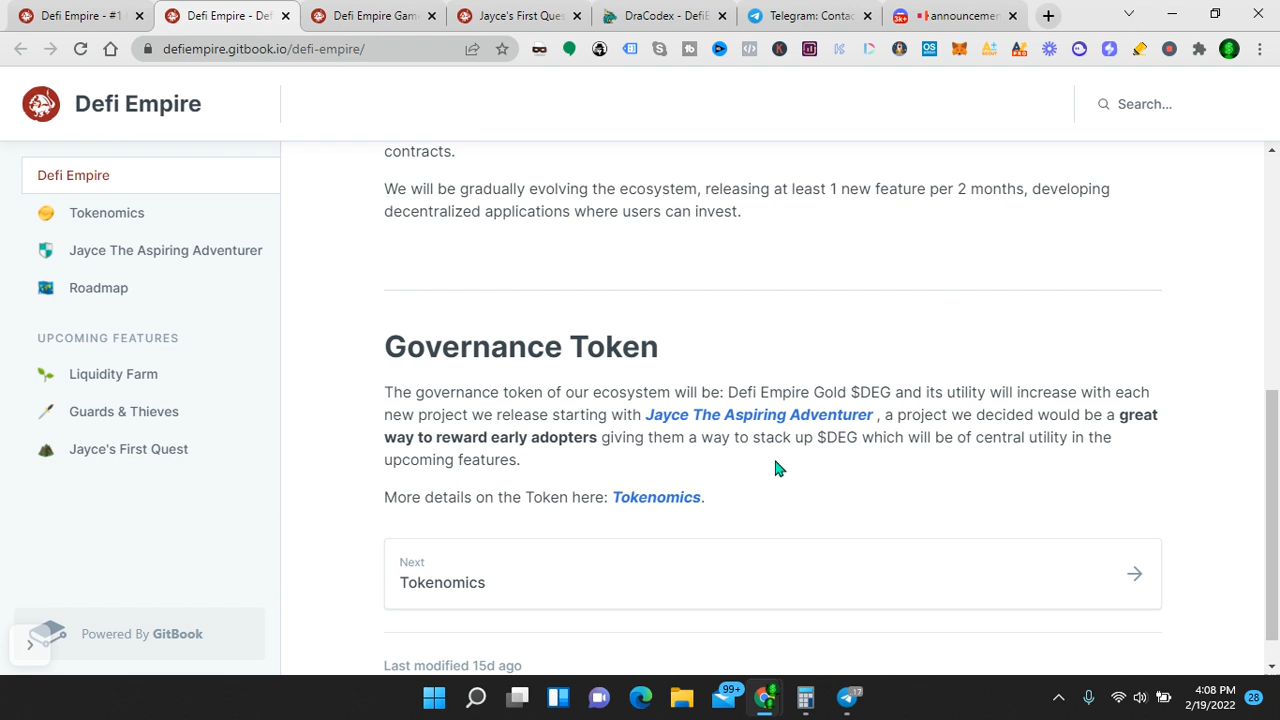 Defi Empire - # 1
Defi Empire - Def
Defi Empire Gam
Jayce's First Ques
DraCodex - DefiE
Telegram: Contac
3k+
announcemen
defiempire.gitbook.io/defi-empire/
Defi Empire
Search...
Defi Empire
Tokenomics
Jayce The Aspiring Adventurer
Roadmap
UPCOMING FEATURES
Liquidity Farm
Guards & Thieves
Jayce's First Quest
Powered By GitBook
contracts.
We will be gradually evolving the ecosystem, releasing at least 1 new feature per 2 months, developing
decentralized applications where users can invest.
Governance Token
The governance token of our ecosystem will be: Defi Empire Gold $DEG and its utility will increase with each
new project we release starting with Jayce The Aspiring Adventurer , a project we decided would be a great
way to reward early adopters giving them a way to stack up $DEG which will be of central utility in the
upcoming features.
More details on the Token here: Tokenomics.
Next
Tokenomics
Last modified 15d ago
99+
17
4:08 PM
2/19/2022
28